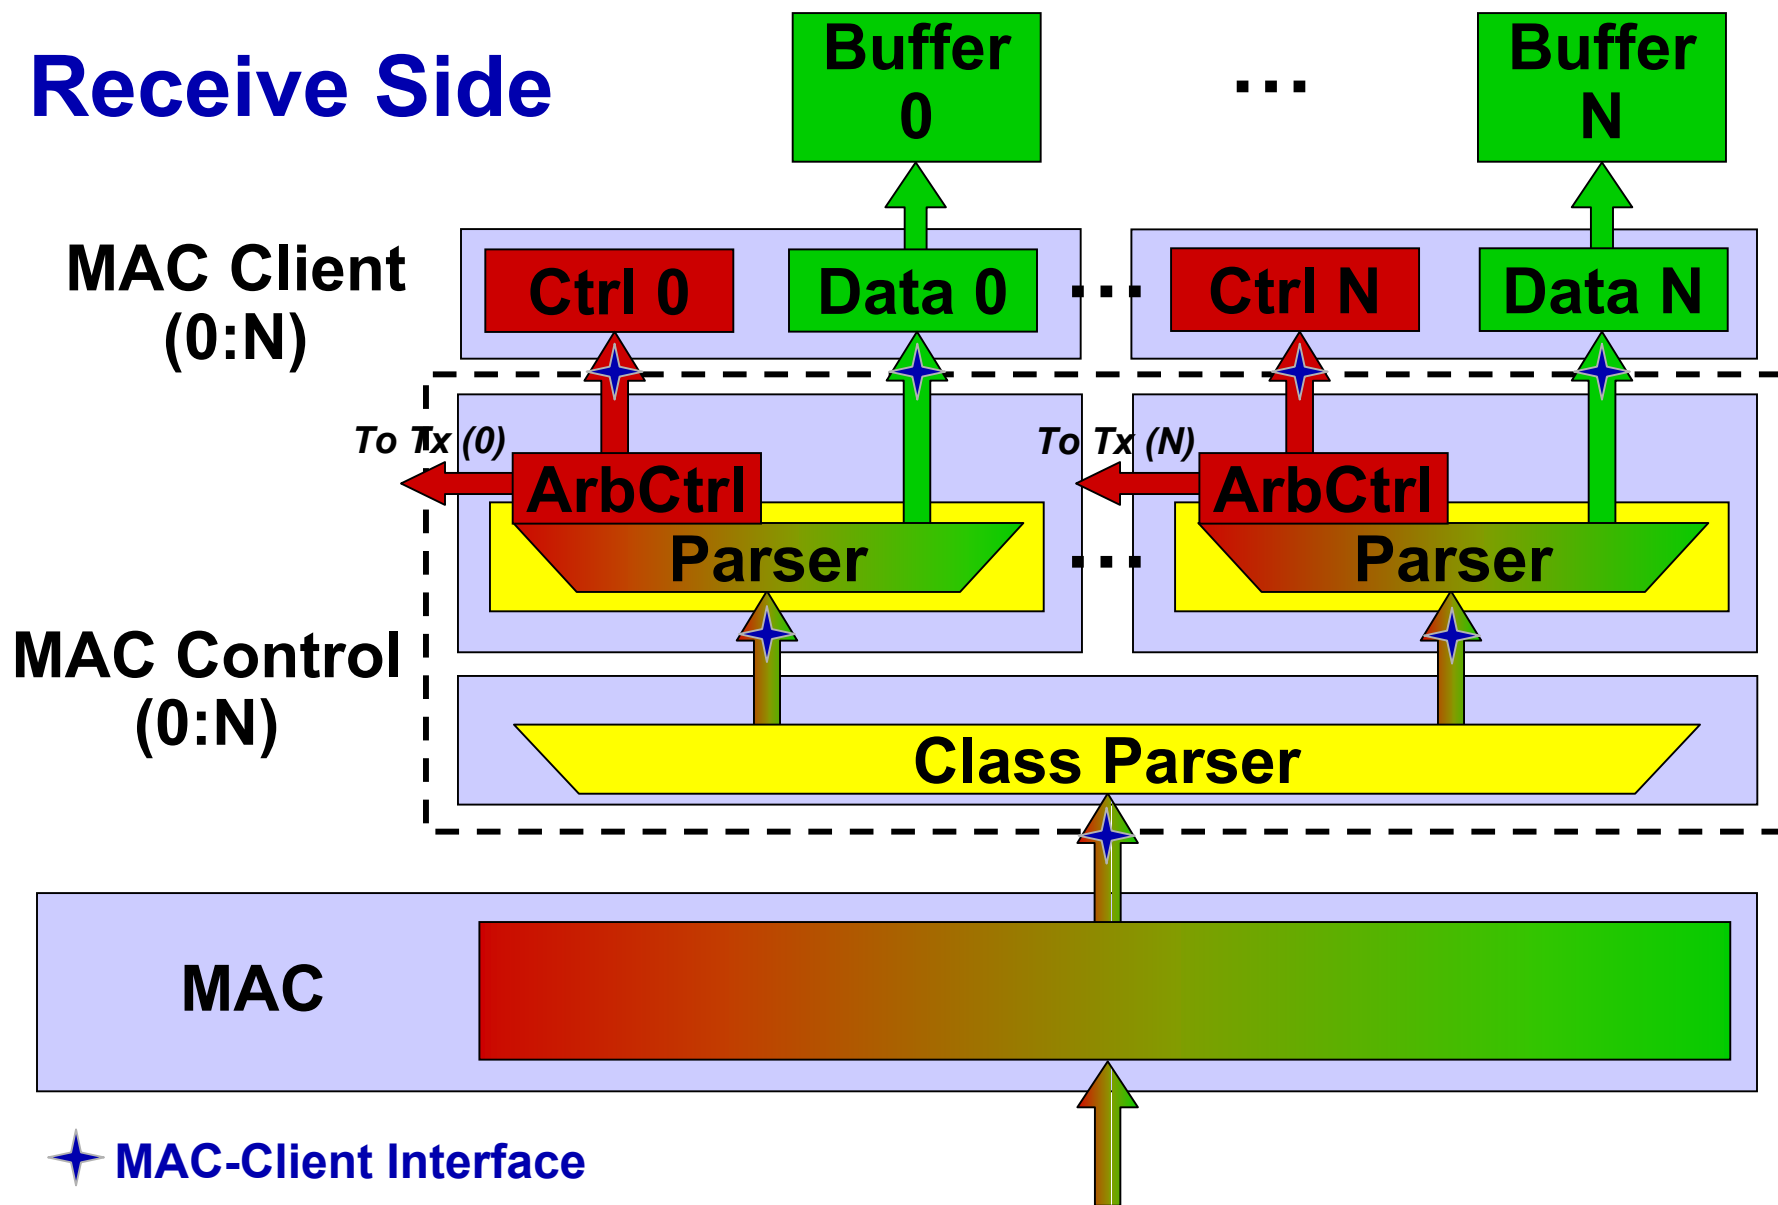 Receive Side
Buffer
0
...
Buffer
N
MAC Client
(0:N)
Ctrl 0
Data 0
...
Ctrl N
Data N
To Tx (0)
To Tx (N)
ArbCtrl
ArbCtrl
Parser
...
Parser
MAC Control
(0:N)
Class Parser
MAC
MAC-Client Interface